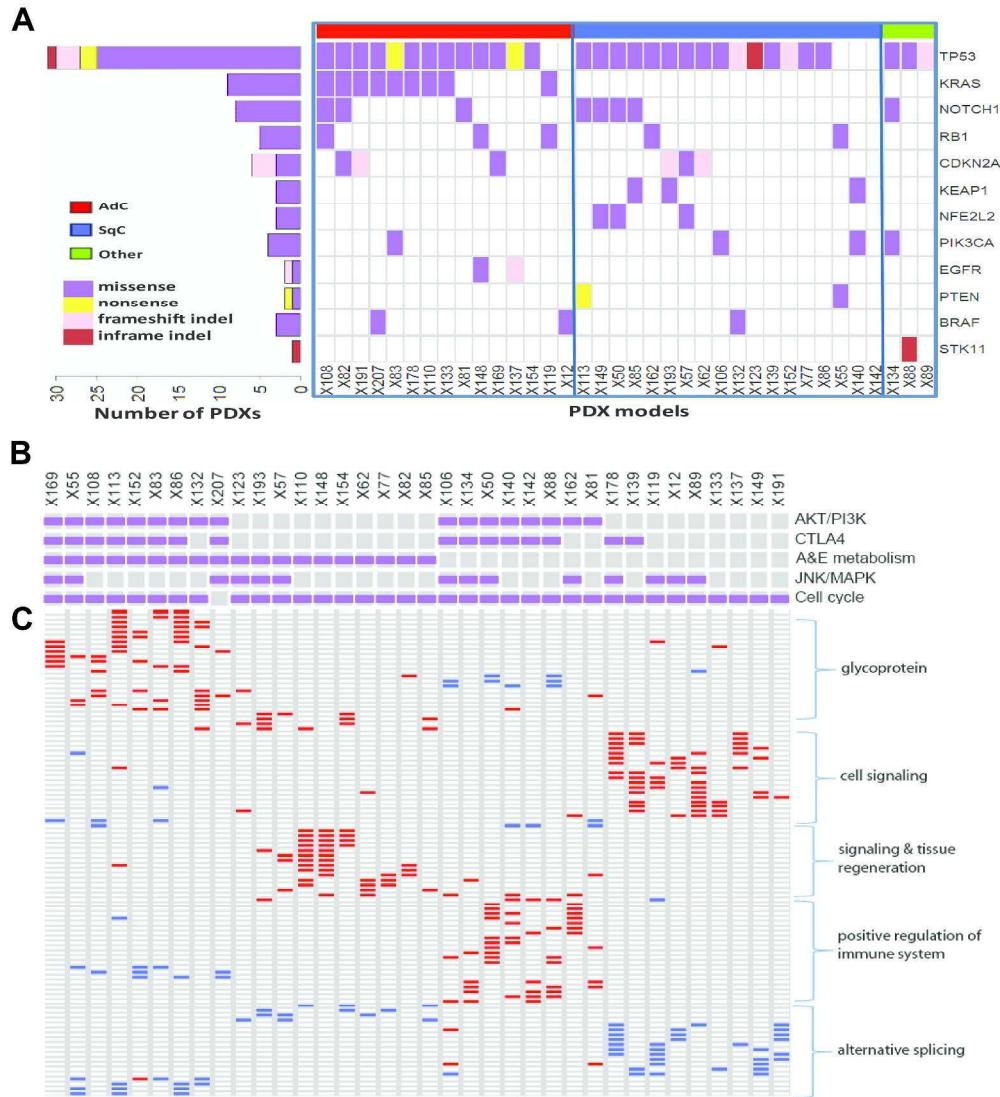 A
TP53
KRAS
NOTCH1
RB1
CDKN2A
KEAP1
NFE2L2
PIK3CA
EGFR
PTEN
BRAF
STK11
AdC
SqC
Other
missense
nonsense
frameshift indel
inframe indel
30 25 20 15 10 5 0
Number of PDXs
X108 X82 X191 X207 X83 X178 X110 X133 X81 X148 X169 X137 X154 X119 X12 X113 X149 X50 X85 X162 X193 X57 X62 X106 X132 X123 X139 X152 X77 X86 X55 X140 X142 X134 X88 X89
PDX models
B
X169 X55 X108 X113 X152 X83 X86 X132 X207 X123 X193 X57 X110 X148 X154 X62 X77 X82 X85 X106 X134 X50 X140 X142 X88 X162 X81 X178 X139 X119 X12 X89 X133 X137 X149 X191
AKT/PI3K
CTLA4
A&E metabolism
JNK/MAPK
Cell cycle
C
glycoprotein
cell signaling
signaling & tissue
regeneration
positive regulation of
immune system
alternative splicing